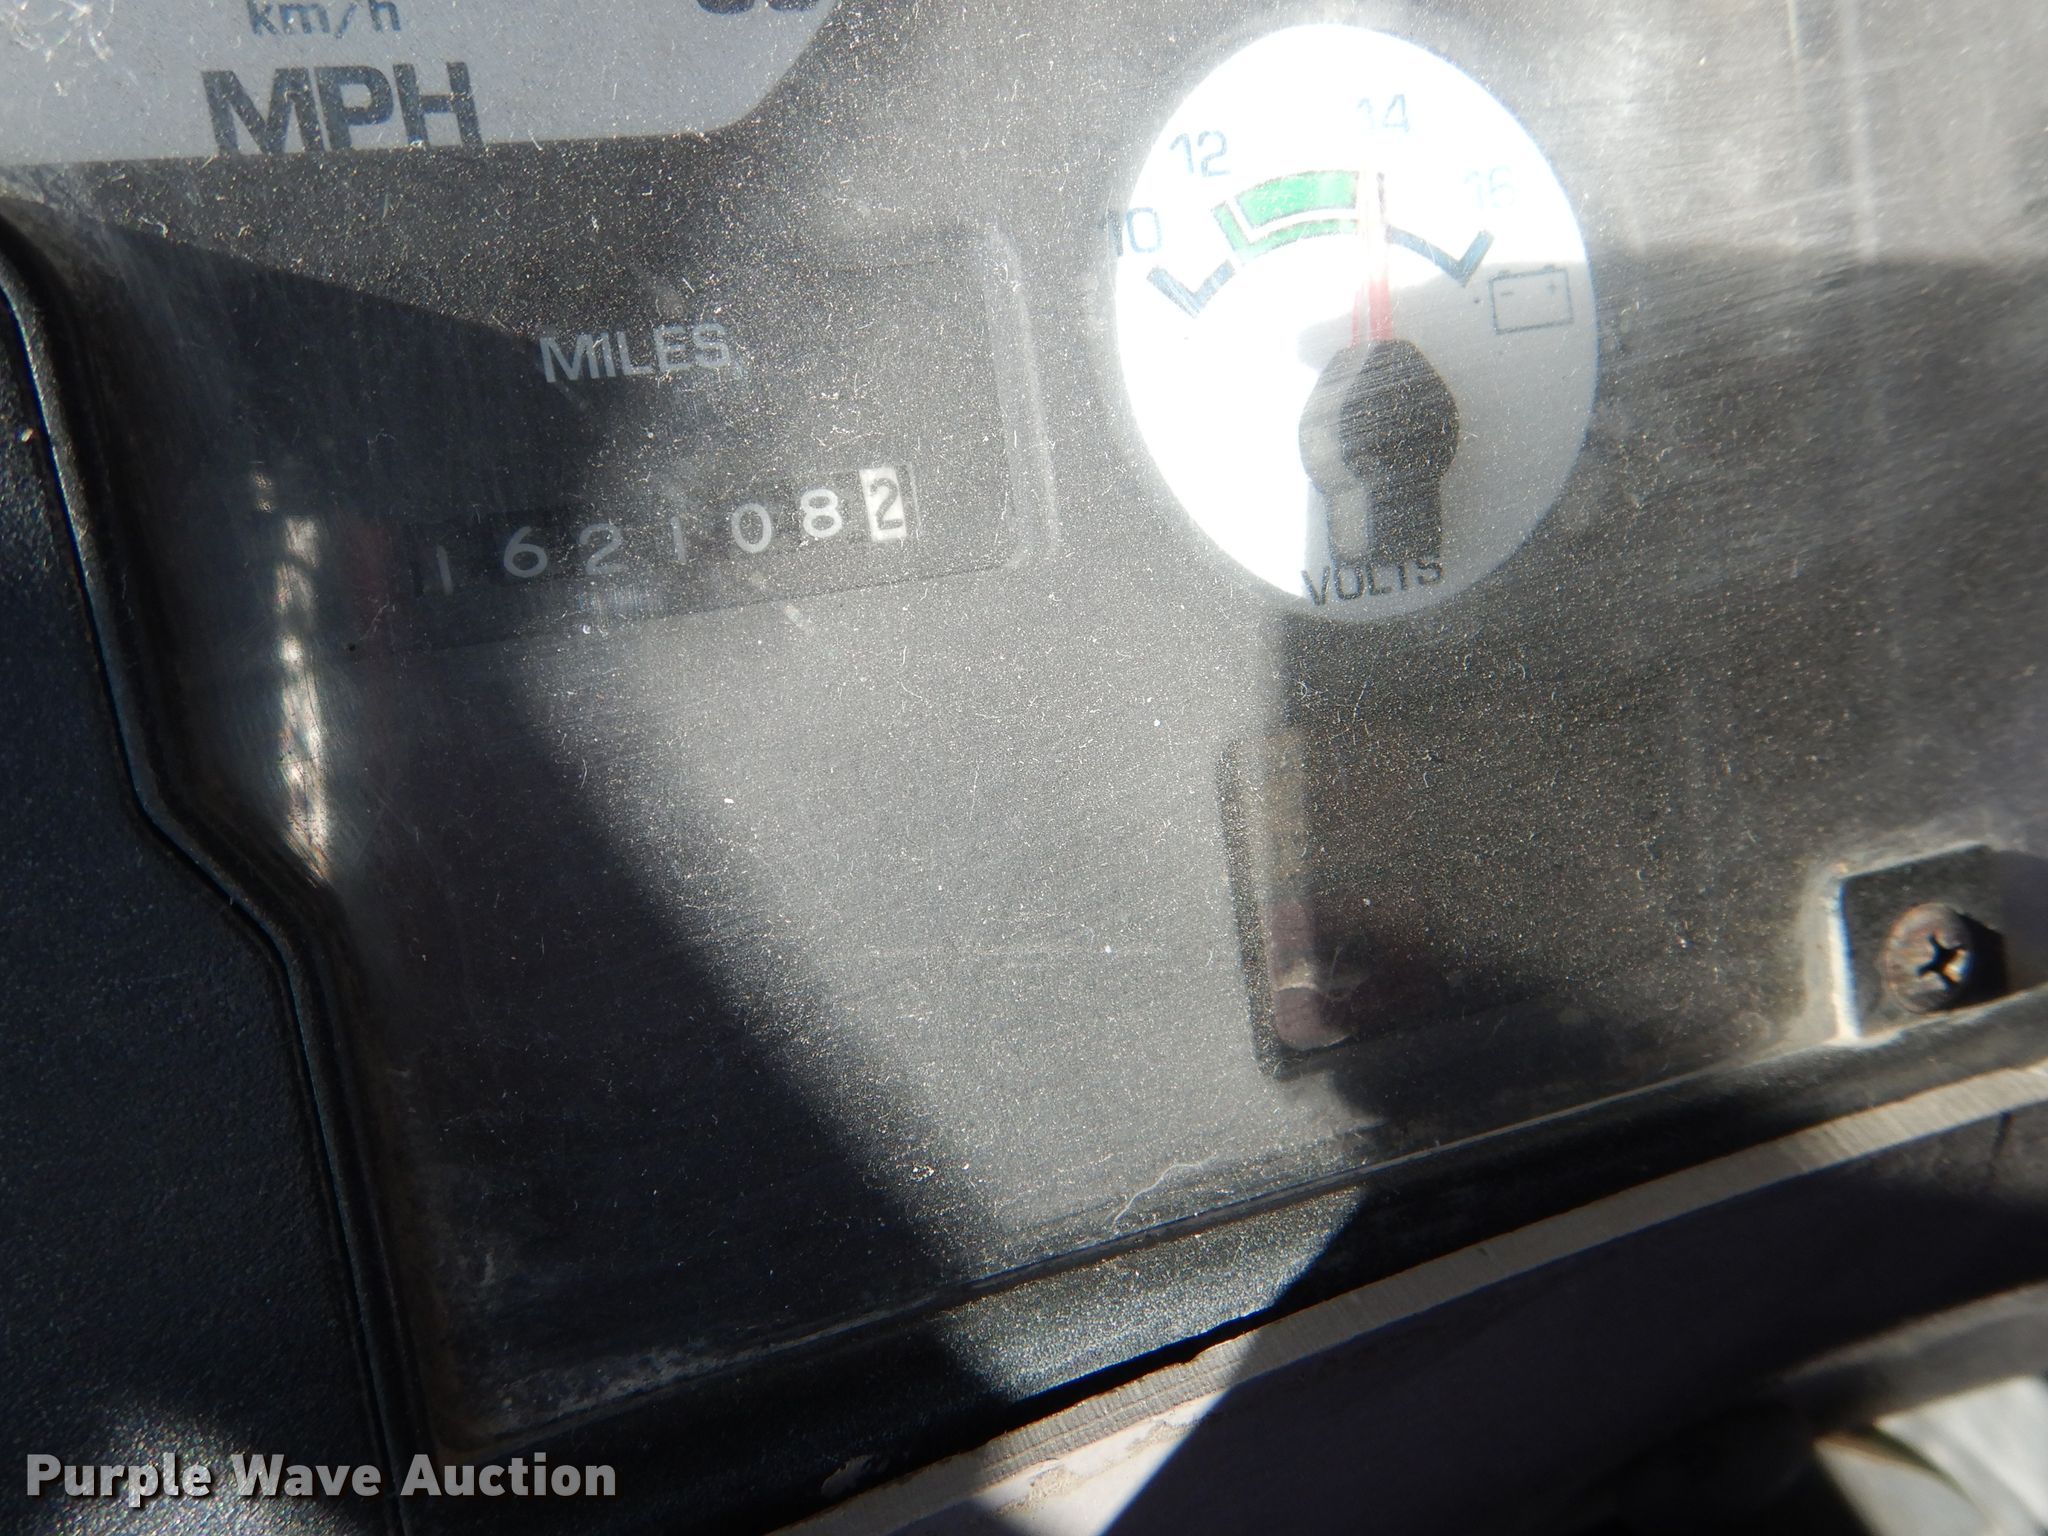 km/h
MPH
MILES
1621082
10 12 14 16
- +
VOLTS
Purple Wave Auction